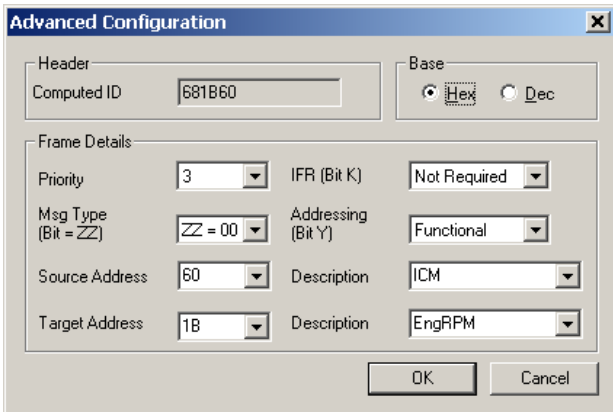 Advanced Configuration
Header
Computed ID 681B60
Base
Hex Dec
Frame Details
Priority 3 IFR (Bit K) Not Required
Msg Type (Bit = ZZ) ZZ = 00 Addressing (Bit Y) Functional
Source Address 60 Description ICM
Target Address 1B Description EngRPM
OK Cancel